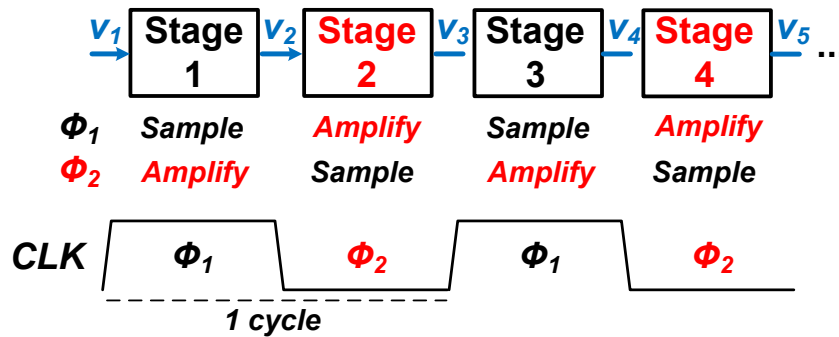 v1 Stage 1 v2 Stage 2 v3 Stage 3 v4 Stage 4 v5 ..
Φ1 Sample Amplify Sample Amplify
Φ2 Amplify Sample Amplify Sample
CLK Φ1 Φ2 Φ1 Φ2
1 cycle